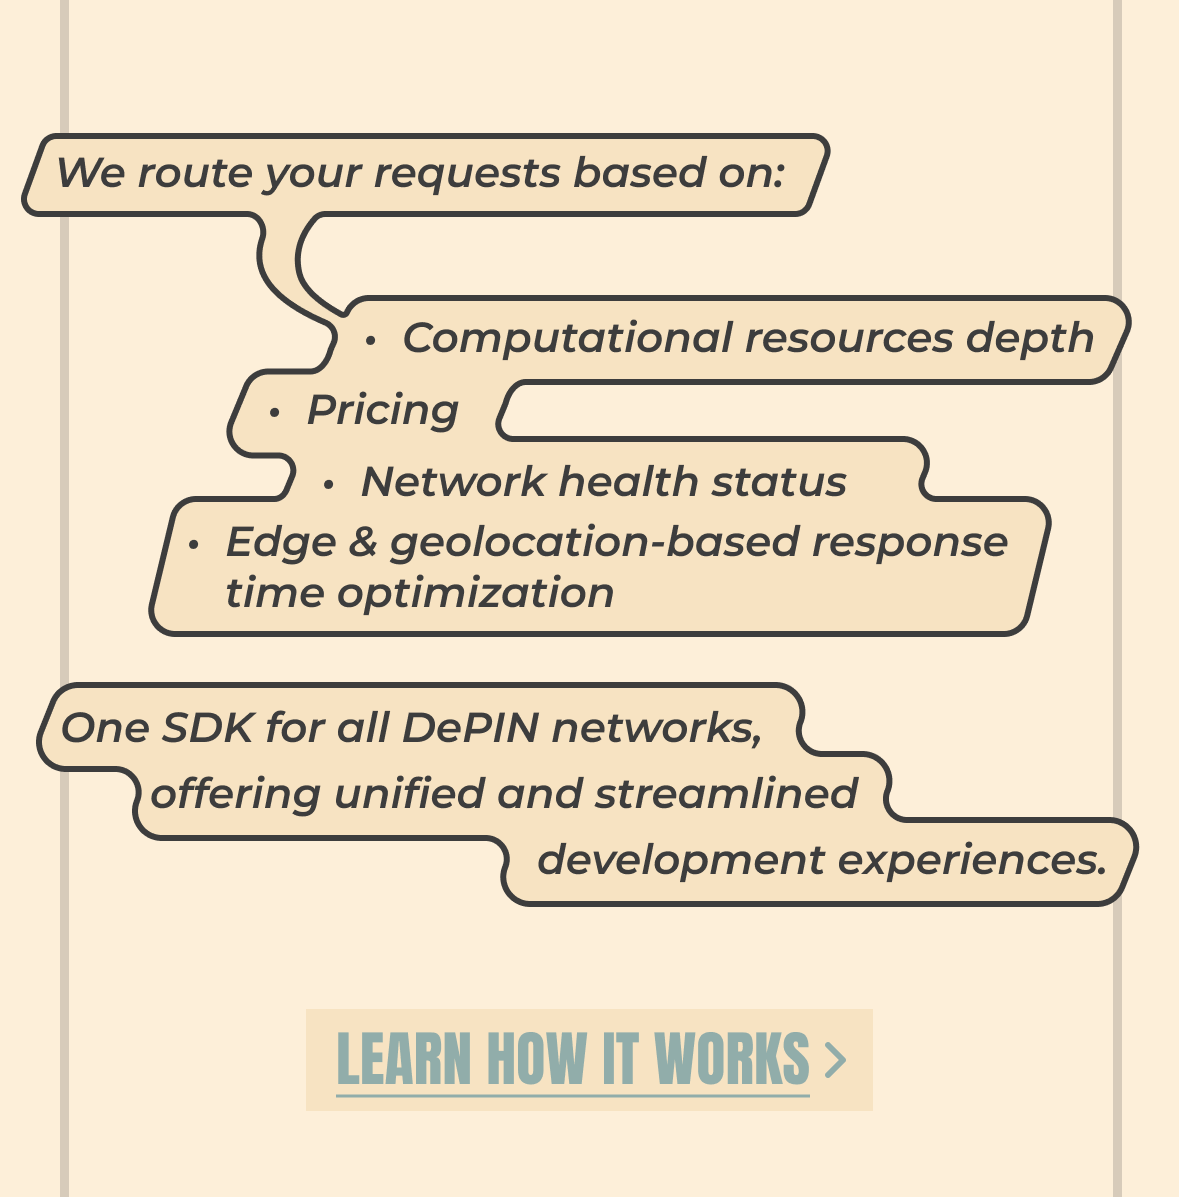 We route your requests based on:
• Computational resources depth
• Pricing
• Network health status
• Edge & geolocation-based response
time optimization
One SDK for all DePIN networks,
offering unified and streamlined
development experiences.
LEARN HOW IT WORKS >